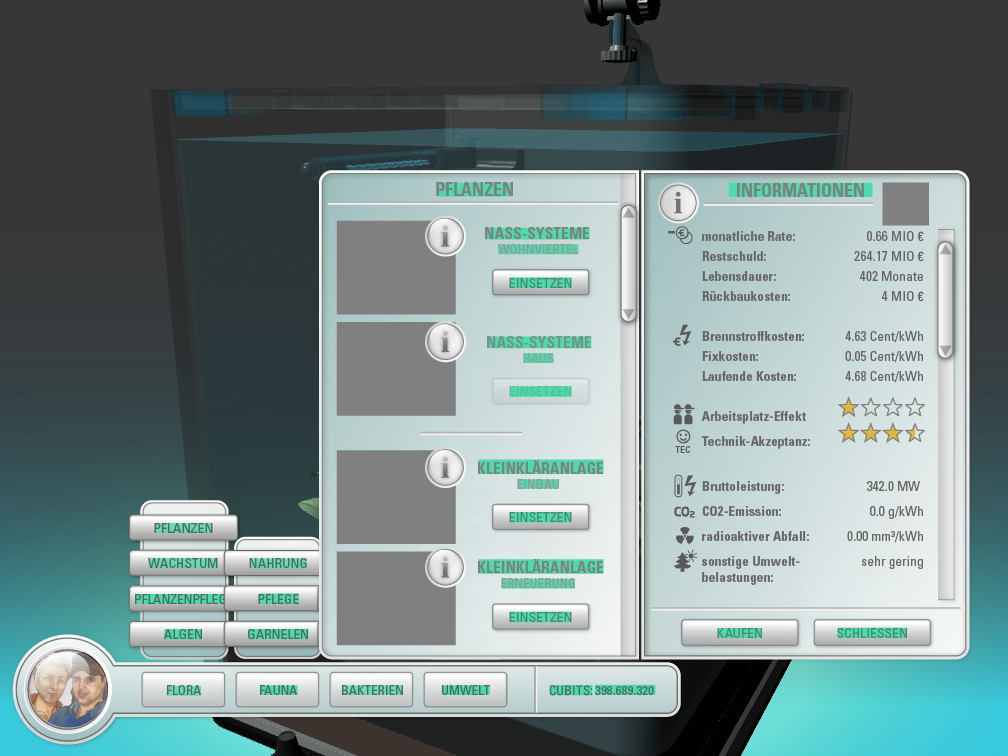 PFLANZEN
NASS-SYSTEME
WOHNVIERTEL
EINSETZEN
NASS-SYSTEME
HAUS
EINSETZEN
KLEINKLÄRANLAGE
EINBAU
EINSETZEN
KLEINKLÄRANLAGE
ERNEUERUNG
EINSETZEN
INFORMATIONEN
monatliche Rate: 0.66 MIO €
Restschuld: 264.17 MIO €
Lebensdauer: 402 Monate
Rückbaukosten: 4 MIO €
Brennstroffkosten: 4.63 Cent/kWh
Fixkosten: 0.05 Cent/kWh
Laufende Kosten: 4.68 Cent/kWh
Arbeitsplatz-Effekt
TEC Technik-Akzeptanz:
Bruttoleistung: 342.0 MW
CO₂ CO2-Emission: 0.0 g/kWh
radioaktiver Abfall: 0.00 mm³/kWh
sonstige Umwelt- sehr gering
belastungen:
KAUFEN SCHLIESSEN
PFLANZEN
WACHSTUM NAHRUNG
PFLANZENPFLEG PFLEGE
ALGEN GARNELEN
FLORA FAUNA BAKTERIEN UMWELT CUBITS: 398.689.320